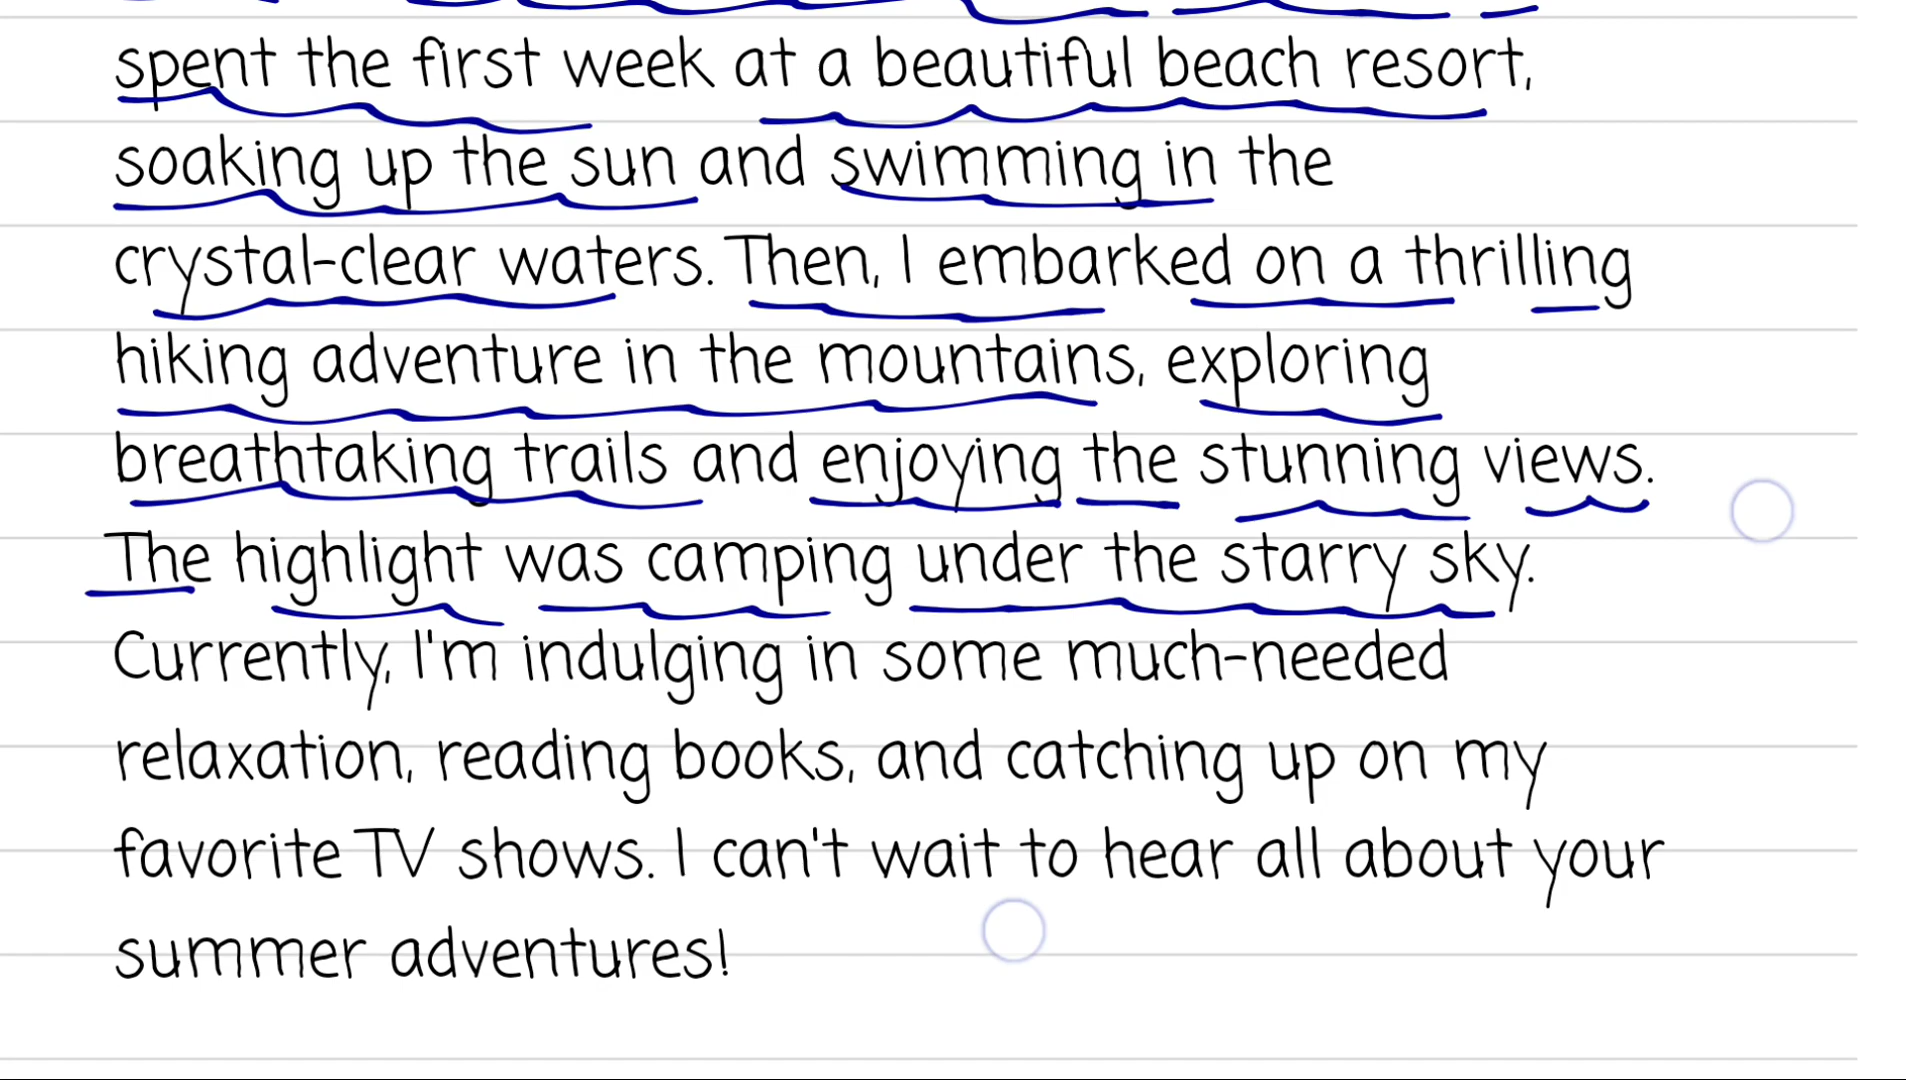 spent the first week at a beautiful beach resort,
soaking up the sun and swimming in the
crystal-clear waters. Then, I embarked on a thrilling
hiking adventure in the mountains, exploring
breathtaking trails and enjoying the stunning views.
The highlight was camping under the starry sky.
Currently, I'm indulging in some much-needed
relaxation, reading books, and catching up on my
favorite TV shows. I can't wait to hear all about your
summer adventures!